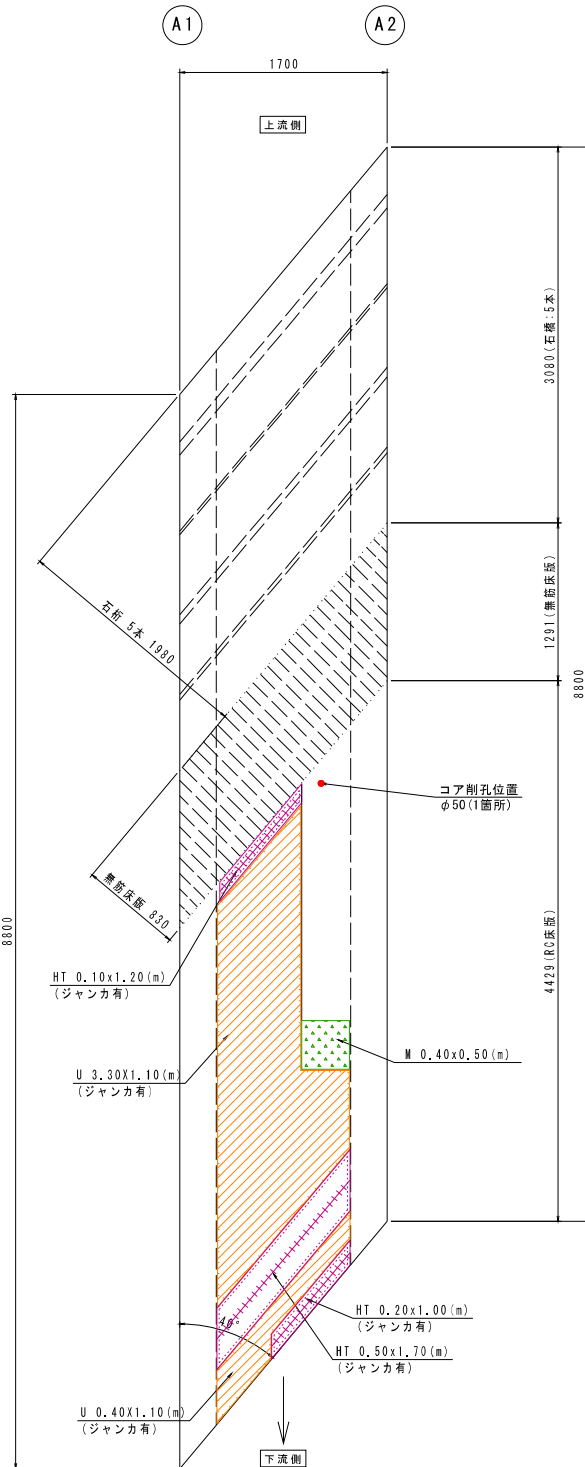 A1
A2
1700
上流側
3080(石橋:5本)
石桁 5本 1980
1291(無筋床版)
8800
コア削孔位置
φ50(1箇所)
無筋床版 830
8800
4429(RC床版)
HT 0.10x1.20(m)
(ジャンカ有)
M 0.40x0.50(m)
U 3.30X1.10(m)
(ジャンカ有)
HT 0.20x1.00(m)
(ジャンカ有)
40°
HT 0.50x1.70(m)
(ジャンカ有)
U 0.40X1.10(m)
(ジャンカ有)
下流側